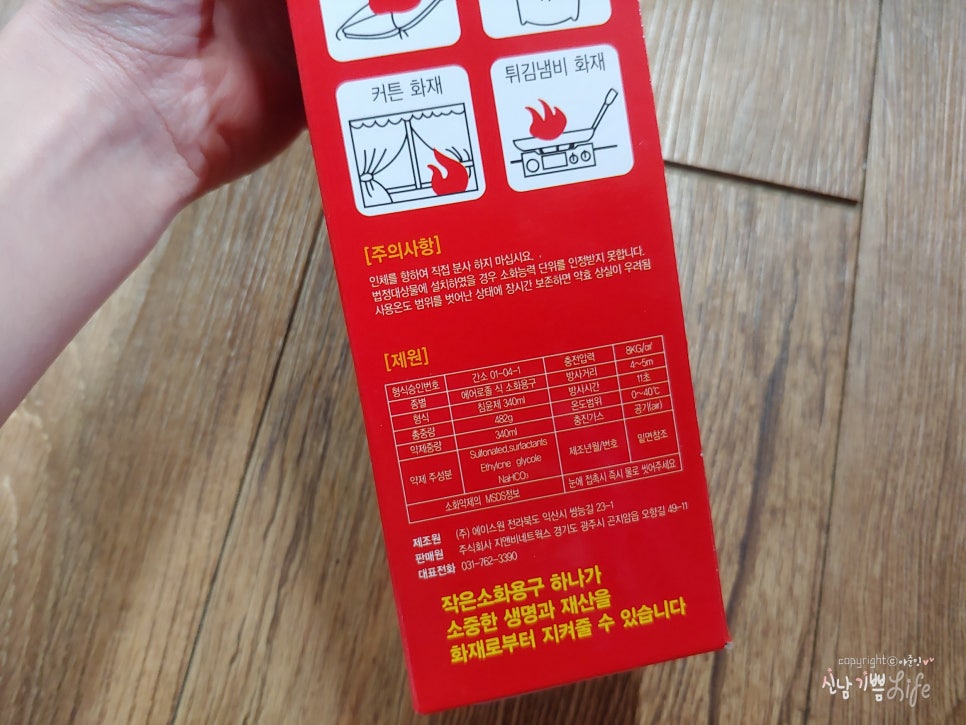 커튼 화재
튀김냄비 화재
[주의사항]
인체를 향하여 직접 분사 하지 마십시요.
법정대상물에 설치하였을 경우 소화능력 단위를 인정받지 못합니다.
사용온도 범위를 벗어난 상태에 장시간 보존하면 약효 상실이 우려됨
[제원]
형식승인번호 간소 01-04-1 충전압력 8KG/㎠
종별 에어로졸 식 소화용구 방사거리 4~5m
형식 침윤제 340ml 방사시간 11초
총중량 482g 온도범위 0~40℃
약제중량 340ml 충진가스 공기(air)
약제 주성분 Sulfonated.surfactants
Ethylcne glycole
NaHCO₃
제조년월/번호 밑면참조
소화약제의 MSDS정보 눈에 접촉시 즉시 물로 씻어주세요
제조원 (주) 에이스원 전라북도 익산시 병능길 23-1
판매원 주식회사 지앤비네트웍스 경기도 광주시 곤지암읍 오향길 49-11
대표전화 031-762-3390
작은소화용구 하나가
소중한 생명과 재산을
화재로부터 지켜줄 수 있습니다
copyrightⓒ
신남 기쁨 Life